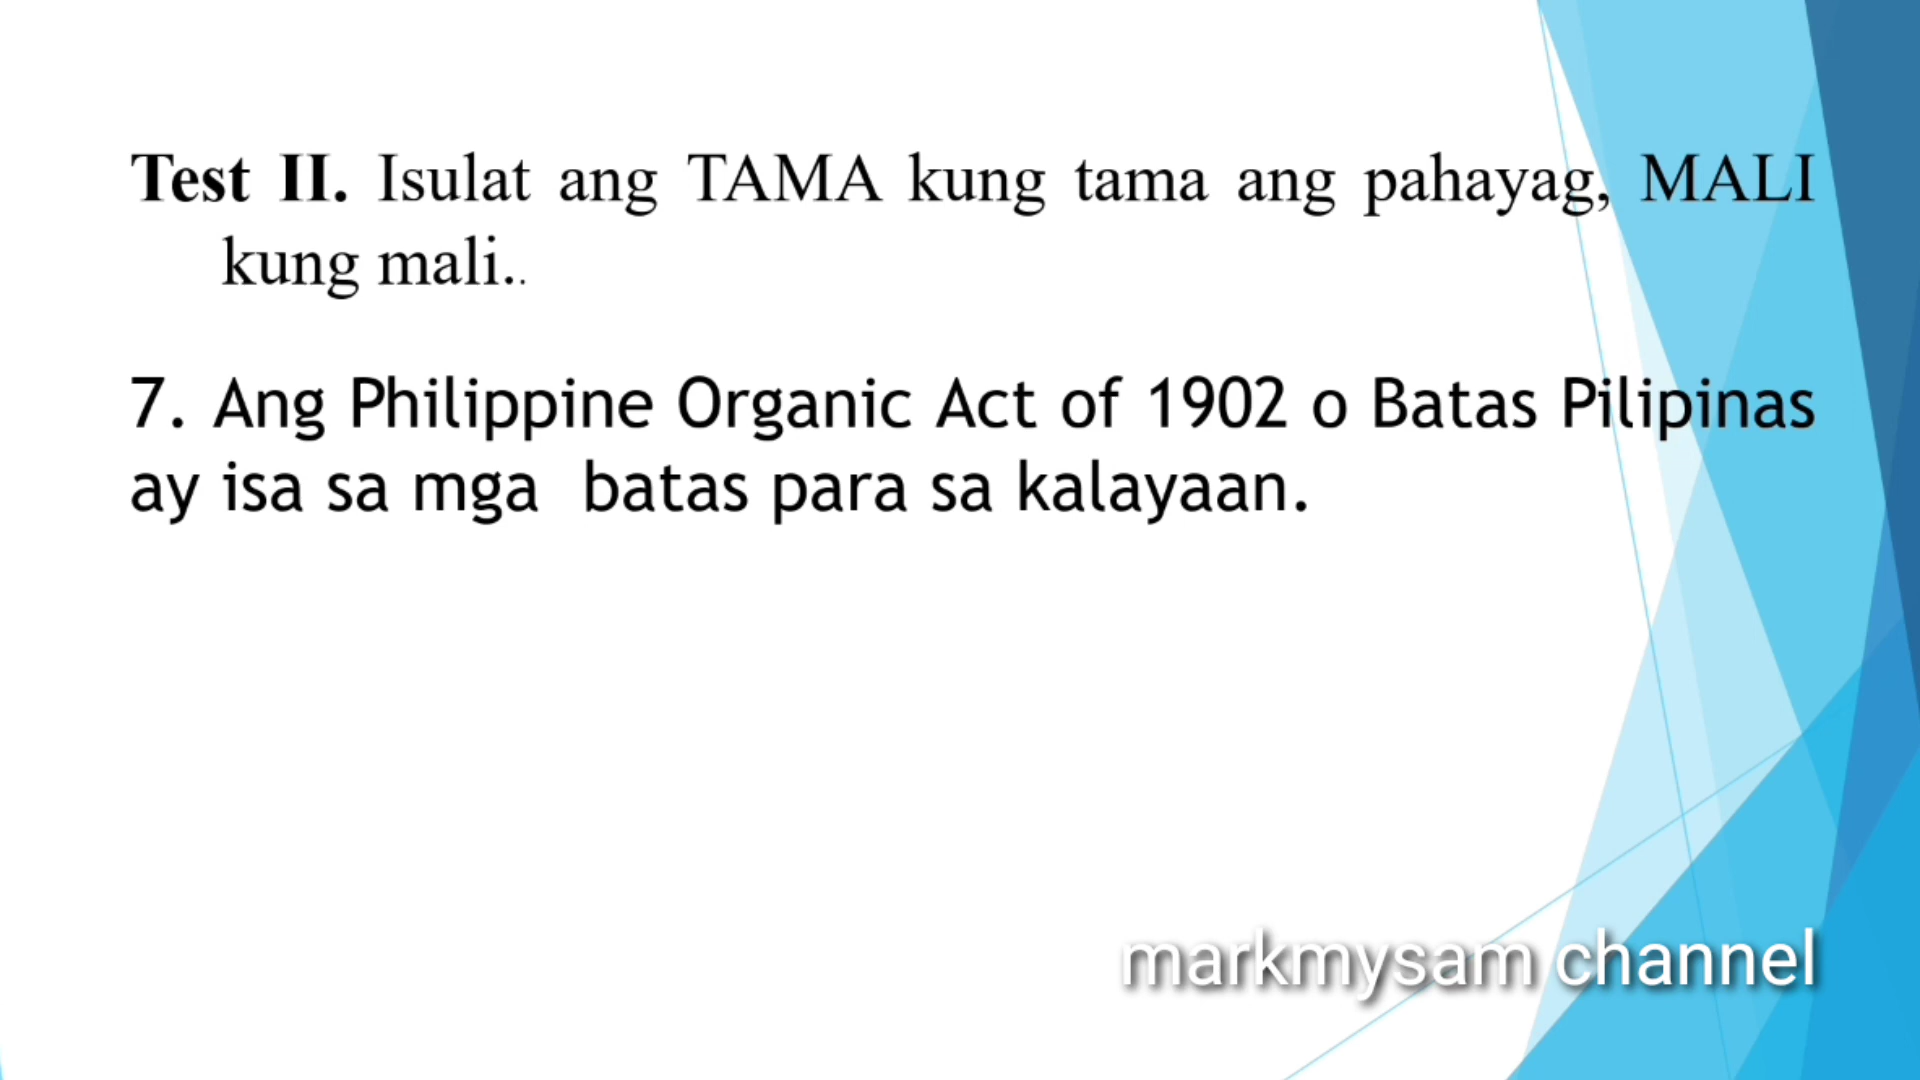 Test II. Isulat ang TAMA kung tama ang pahayag, MALI
kung mali..
7. Ang Philippine Organic Act of 1902 o Batas Pilipinas
ay isa sa mga batas para sa kalayaan.
markmysam channel